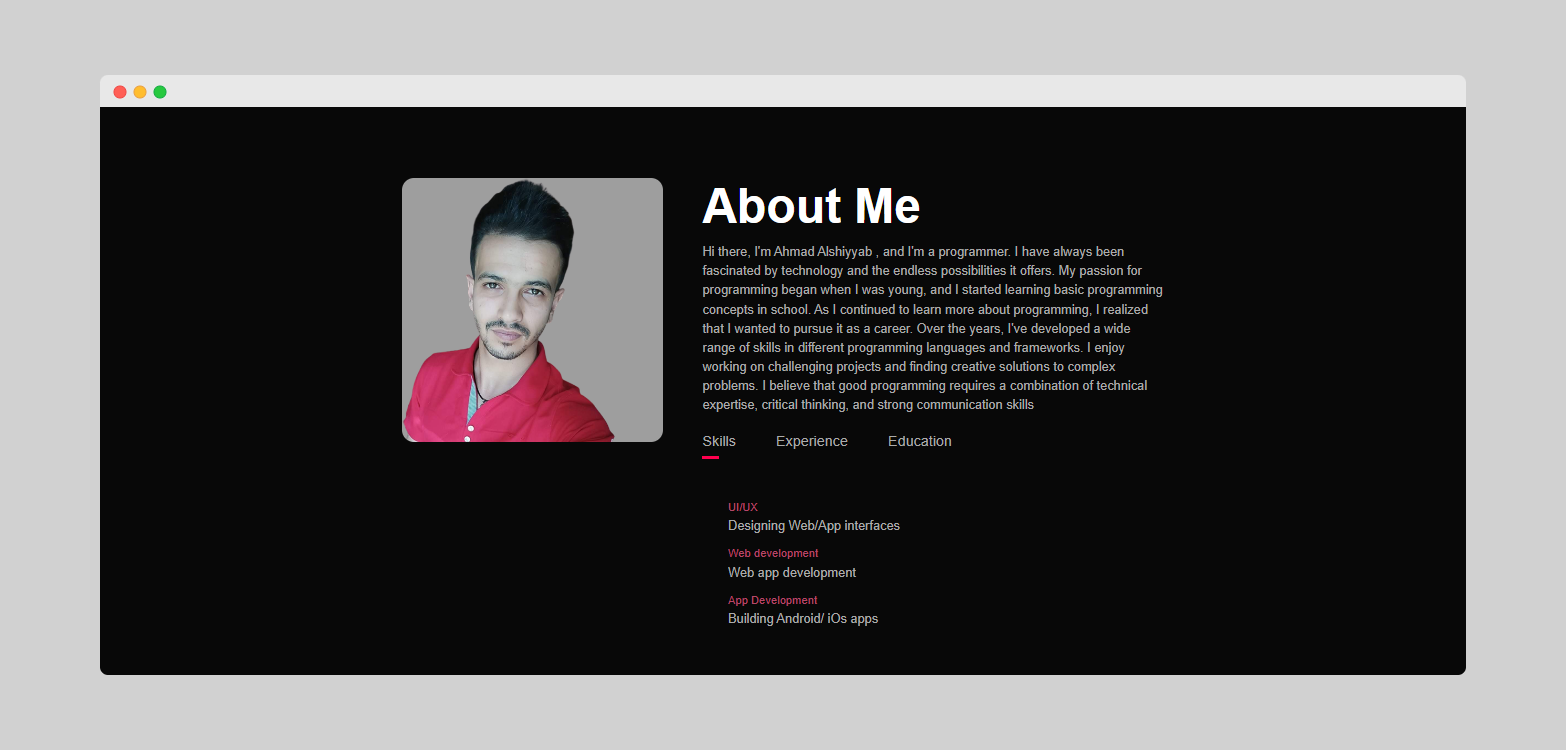 About Me
Hi there, I'm Ahmad Alshiyyab , and I'm a programmer. I have always been
fascinated by technology and the endless possibilities it offers. My passion for
programming began when I was young, and I started learning basic programming
concepts in school. As I continued to learn more about programming, I realized
that I wanted to pursue it as a career. Over the years, I've developed a wide
range of skills in different programming languages and frameworks. I enjoy
working on challenging projects and finding creative solutions to complex
problems. I believe that good programming requires a combination of technical
expertise, critical thinking, and strong communication skills
Skills Experience Education
UI/UX
Designing Web/App interfaces
Web development
Web app development
App Development
Building Android/ iOs apps